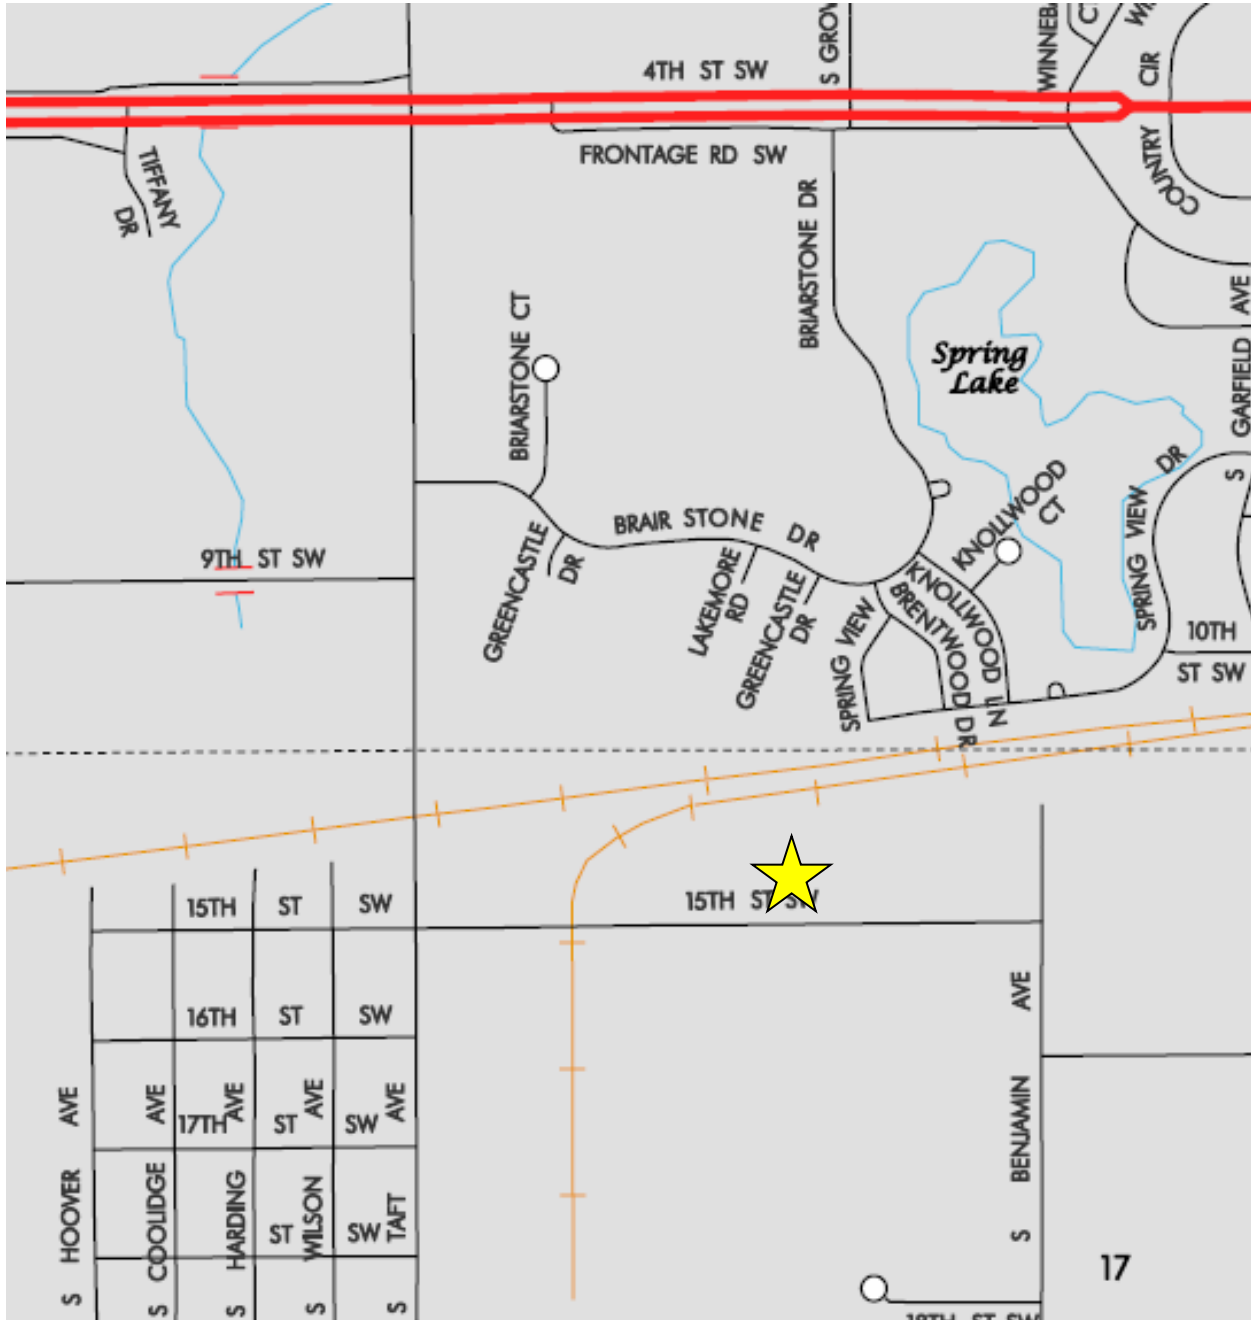 S GROV
WINNEB
CT
CIR
4TH ST SW
FRONTAGE RD SW
COUNTRY
TIFFANY
DR
BRIARSTONE DR
AVE
GARFIELD
S
BRIARSTONE CT
Spring
Lake
DR
SPRING VIEW
KNOLLWOOD
CT
BRAIR STONE DR
9TH ST SW
GREENCASTLE
DR
LAKEMORE
RD
GREENCASTLE
DR
SPRING VIEW
BRENTWOOD DR
KNOLLWOOD LN
10TH
ST SW
15TH ST SW
15TH ST SW
16TH ST SW
17TH ST SW
ST SW
S HOOVER AVE
S COOLIDGE AVE
S HARDING AVE
S WILSON AVE
S TAFT AVE
S BENJAMIN AVE
17